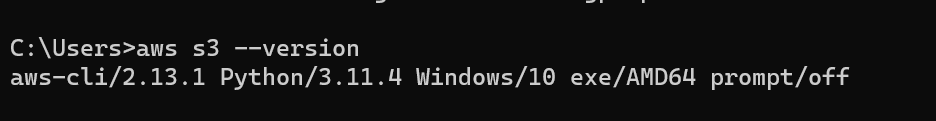 C:\Users>aws s3 --version
aws-cli/2.13.1 Python/3.11.4 Windows/10 exe/AMD64 prompt/off